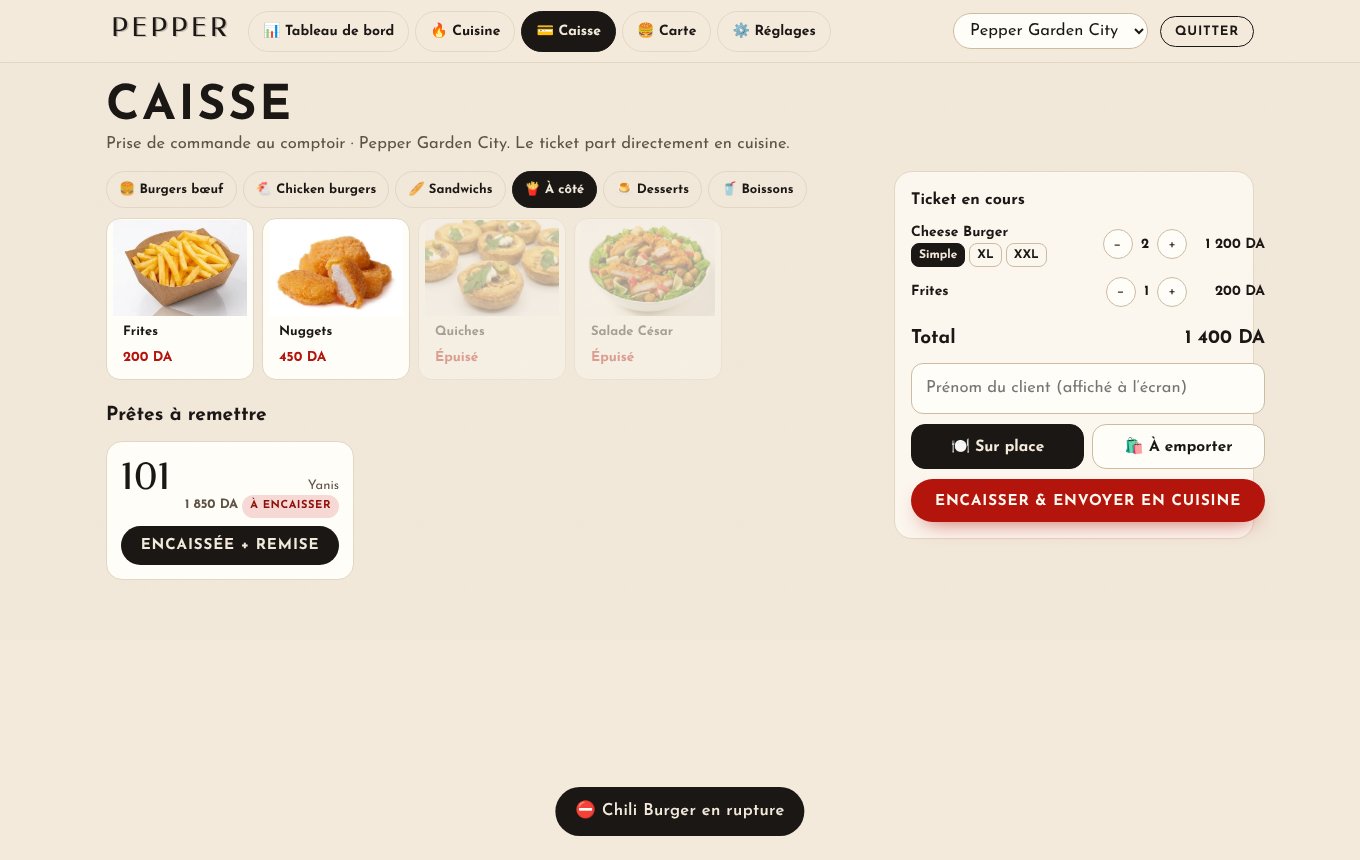 PEPPER
📊 Tableau de bord
🔥 Cuisine
💳 Caisse
🍔 Carte
⚙️ Réglages
Pepper Garden City
QUITTER
CAISSE
Prise de commande au comptoir · Pepper Garden City. Le ticket part directement en cuisine.
🍔 Burgers bœuf
🐔 Chicken burgers
🥖 Sandwichs
🍟 À côté
🍮 Desserts
🥤 Boissons
Frites
200 DA
Nuggets
450 DA
Quiches
Épuisé
Salade César
Épuisé
Prêtes à remettre
101
Yanis
1 850 DA À ENCAISSER
ENCAISSÉE + REMISE
Ticket en cours
Cheese Burger
Simple XL XXL
− 2 + 1 200 DA
Frites − 1 + 200 DA
Total 1 400 DA
Prénom du client (affiché à l’écran)
🍽️ Sur place
🛍️ À emporter
ENCAISSER & ENVOYER EN CUISINE
⛔ Chili Burger en rupture